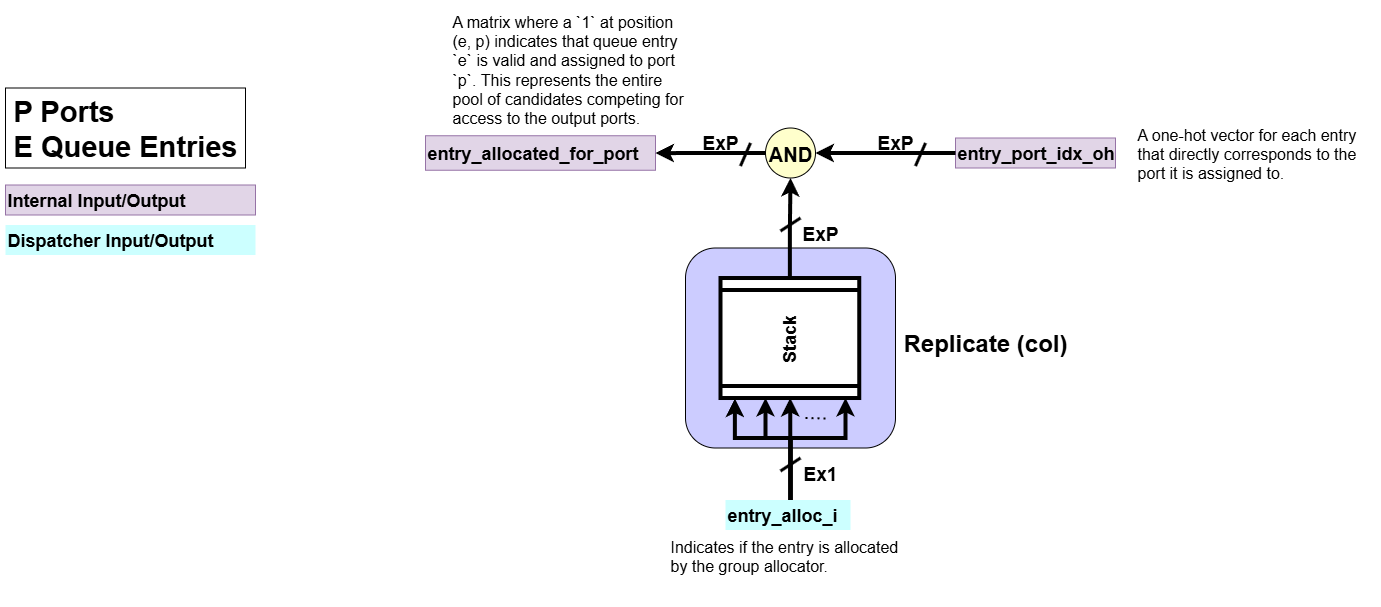 A matrix where a `1` at position
(e, p) indicates that queue entry
`e` is valid and assigned to port
`p`. This represents the entire
pool of candidates competing for
access to the output ports.
P Ports
E Queue Entries
Internal Input/Output
Dispatcher Input/Output
entry_allocated_for_port
ExP
AND
ExP
entry_port_idx_oh
A one-hot vector for each entry
that directly corresponds to the
port it is assigned to.
ExP
Stack
Replicate (col)
....
Ex1
entry_alloc_i
Indicates if the entry is allocated
by the group allocator.